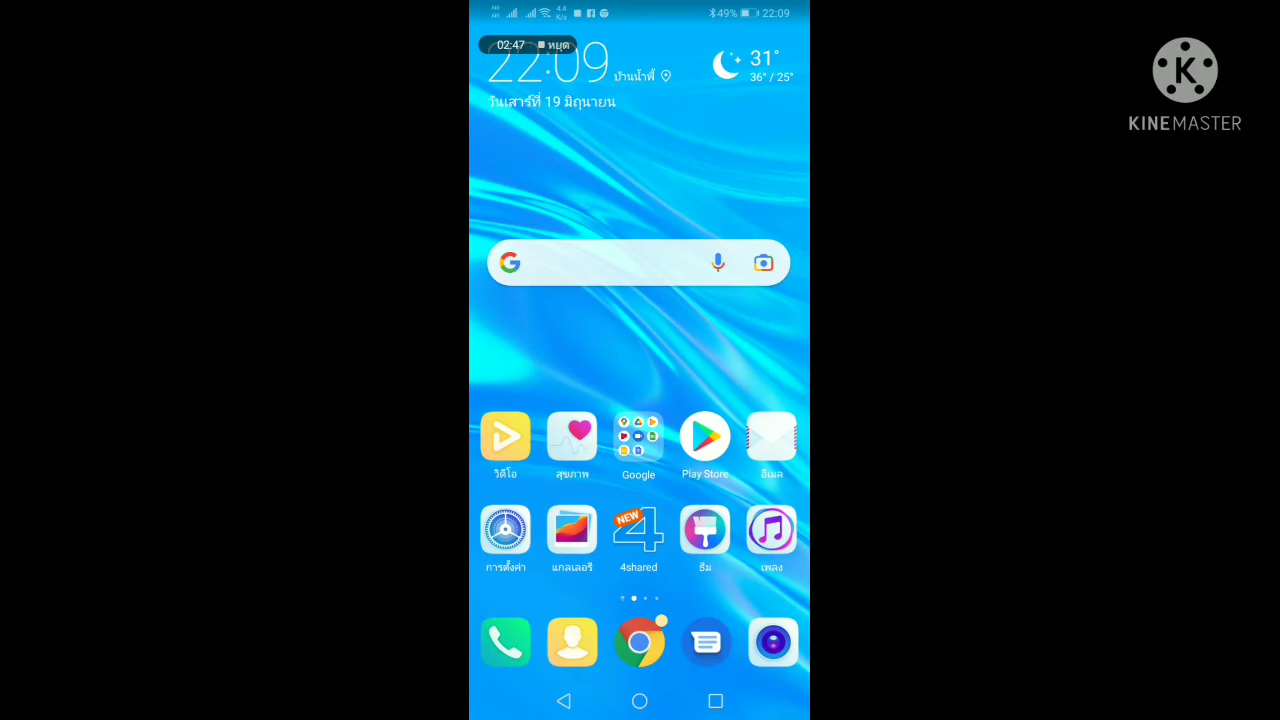 4.4
K/s
49%
22:09
02:47 หยุด
22:09
บ้านน้ำพี้
31°
36° / 25°
วันเสาร์ที่ 19 มิถุนายน
KINEMASTER
วิดีโอ
สุขภาพ
Google
Play Store
อีเมล
NEW
4
การตั้งค่า
แกลเลอรี
4shared
ธีม
เพลง